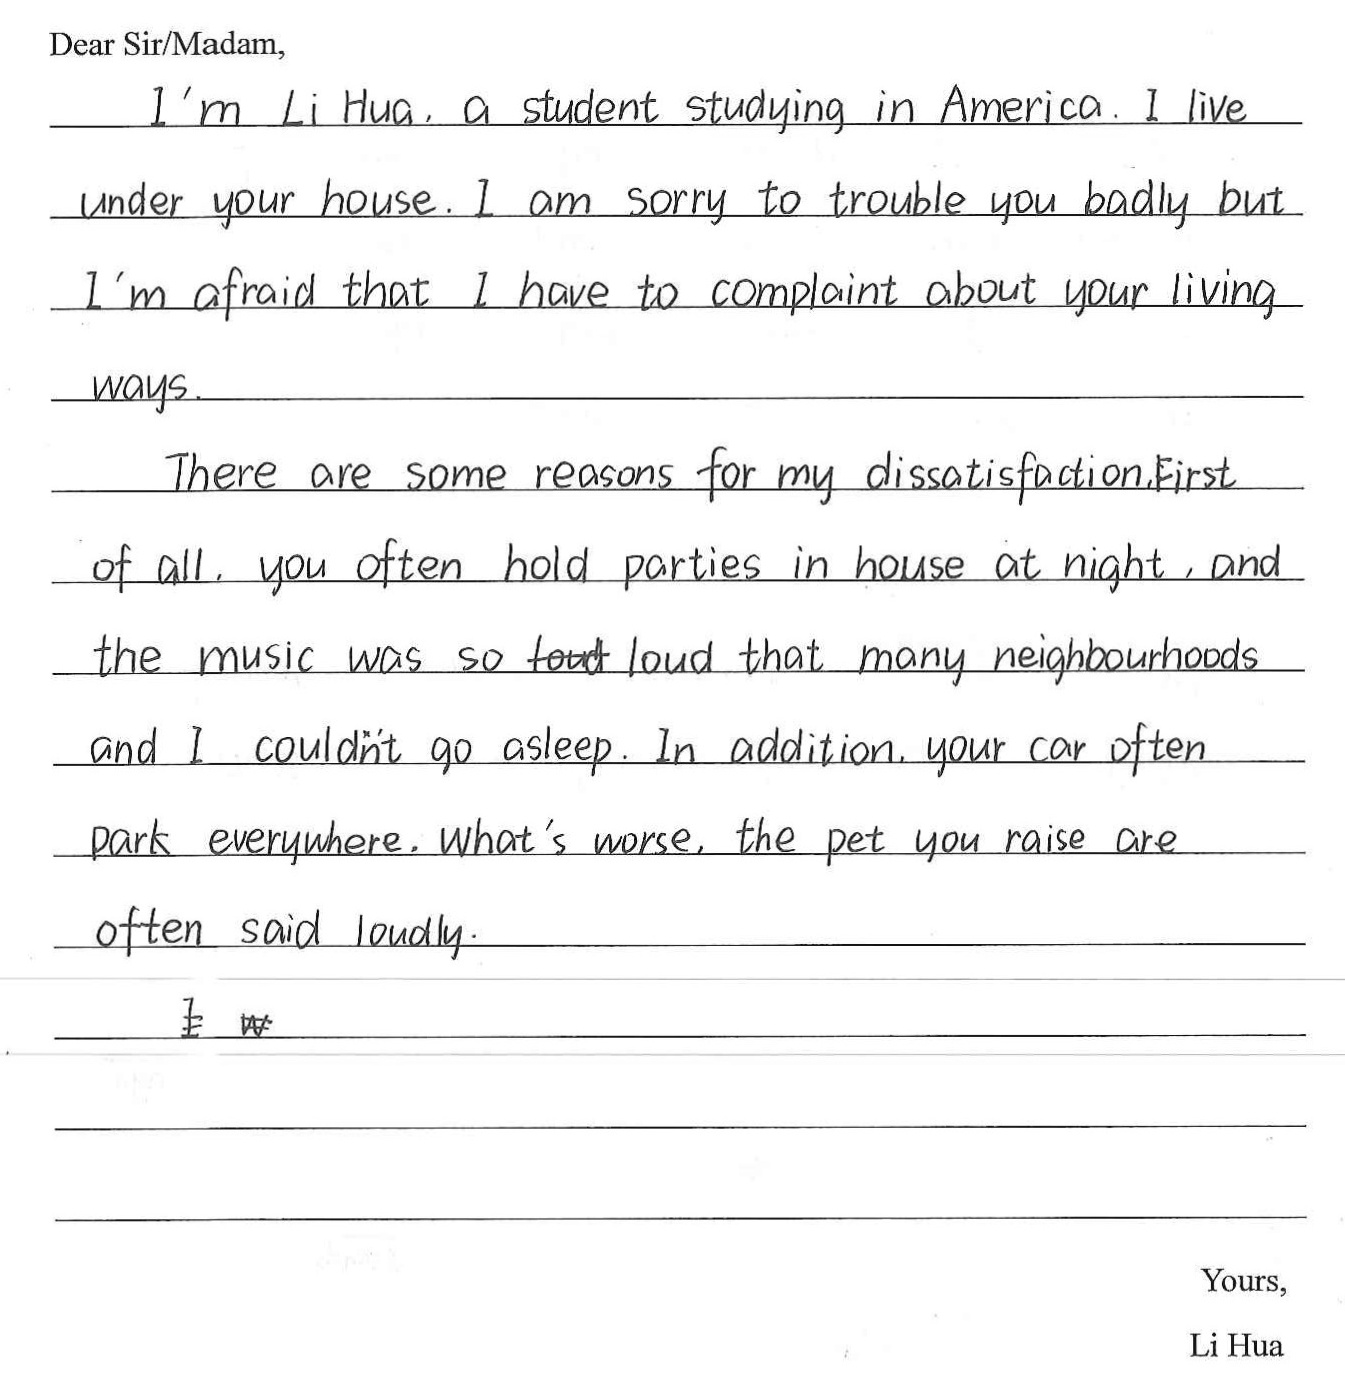 Dear Sir/Madam,
I'm Li Hua, a student studying in America. I live
under your house. I am sorry to trouble you badly but
I'm afraid that I have to complaint about your living
ways.
There are some reasons for my dissatisfaction. First
of all, you often hold parties in house at night, and
the music was so loud that many neighbourhoods
and I couldn't go asleep. In addition, your car often
park everywhere. What's worse, the pet you raise are
often said loudly.
Yours,
Li Hua